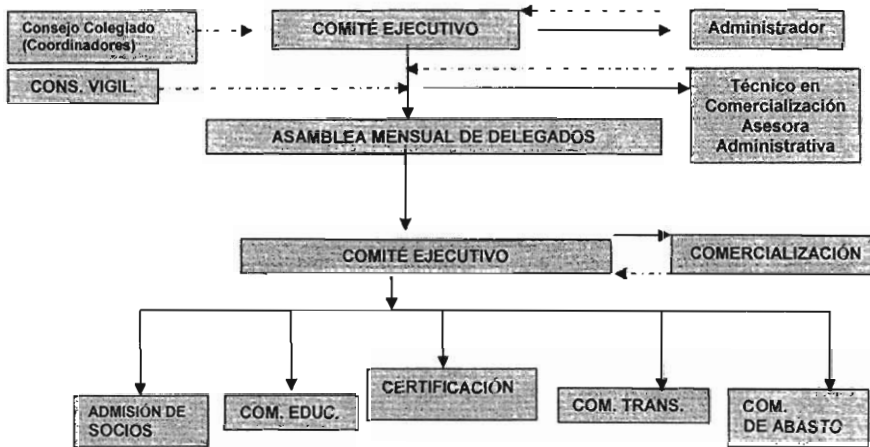 Consejo Colegiado
(Coordinadores)
COMITÉ EJECUTIVO
Administrador
CONS. VIGIL.
Técnico en
Comercialización
Asesora
Administrativa
ASAMBLEA MENSUAL DE DELEGADOS
COMITÉ EJECUTIVO
COMERCIALIZACIÓN
ADMISIÓN DE
SOCIOS
COM. EDUC.
CERTIFICACIÓN
COM. TRANS.
COM.
DE ABASTO